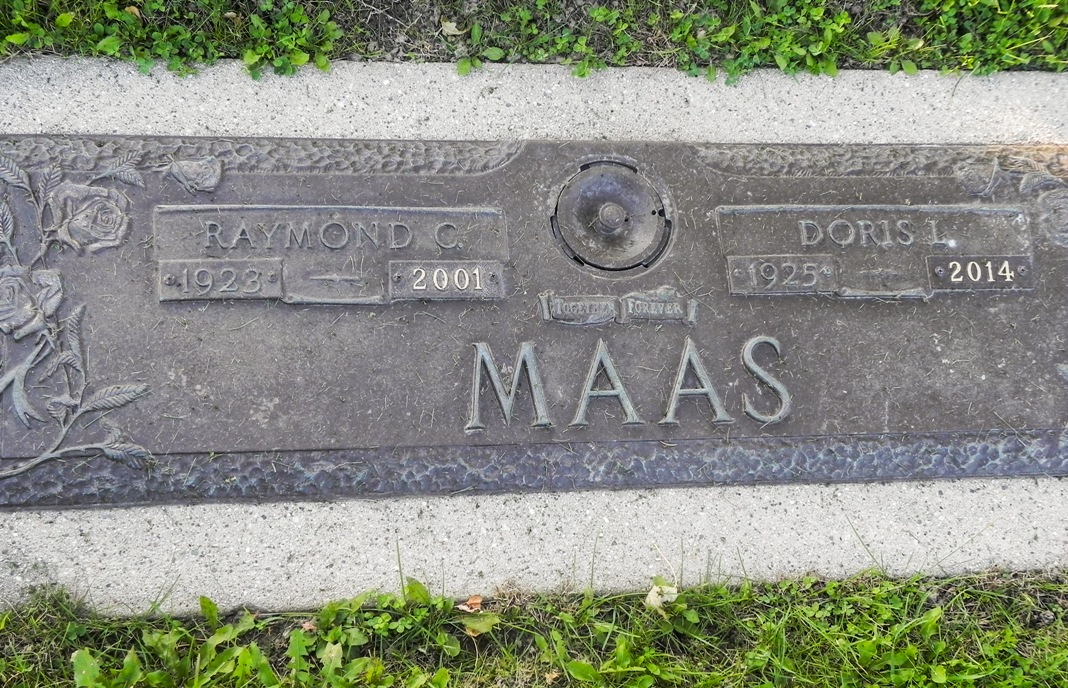 RAYMOND C.
1923 2001
DORIS L.
1925 2014
TOGETHER FOREVER
MAAS